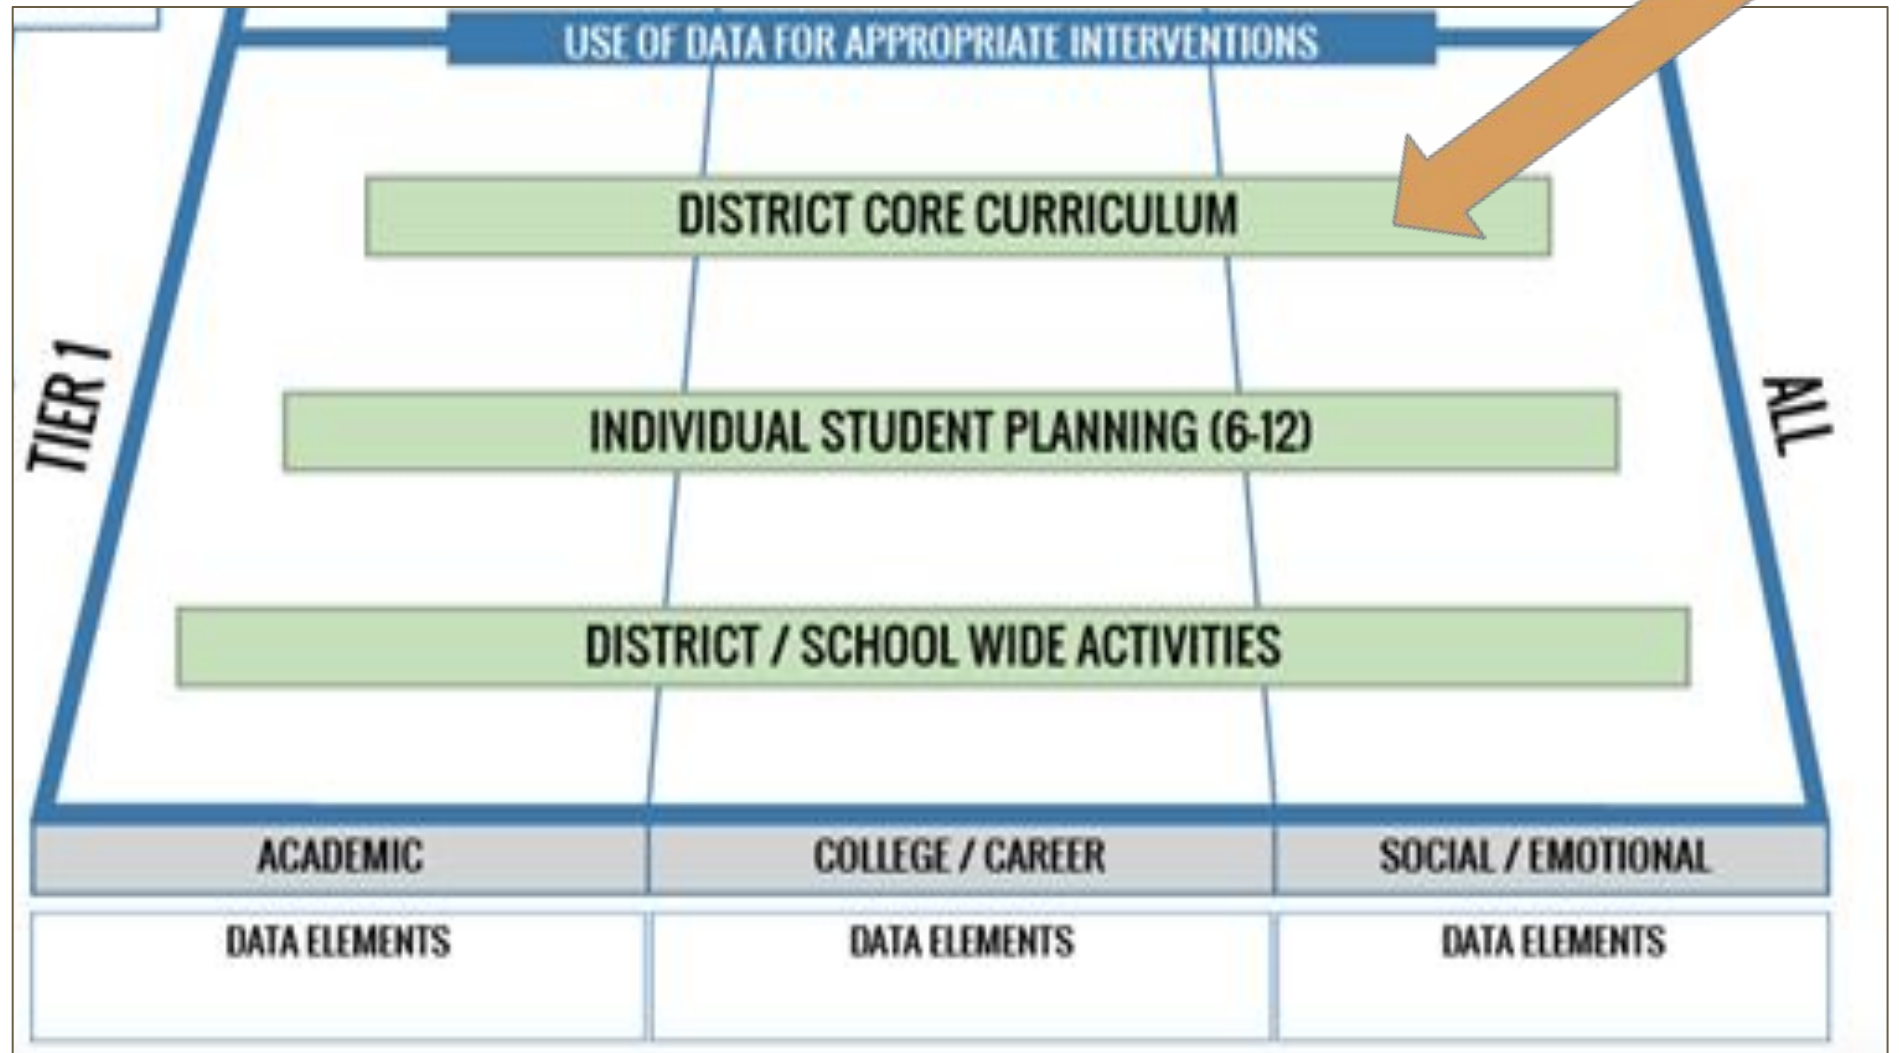 USE OF DATA FOR APPROPRIATE INTERVENTIONS
DISTRICT CORE CURRICULUM
TIER 1
ALL
INDIVIDUAL STUDENT PLANNING (6-12)
DISTRICT / SCHOOL WIDE ACTIVITIES
ACADEMIC
COLLEGE / CAREER
SOCIAL / EMOTIONAL
DATA ELEMENTS
DATA ELEMENTS
DATA ELEMENTS